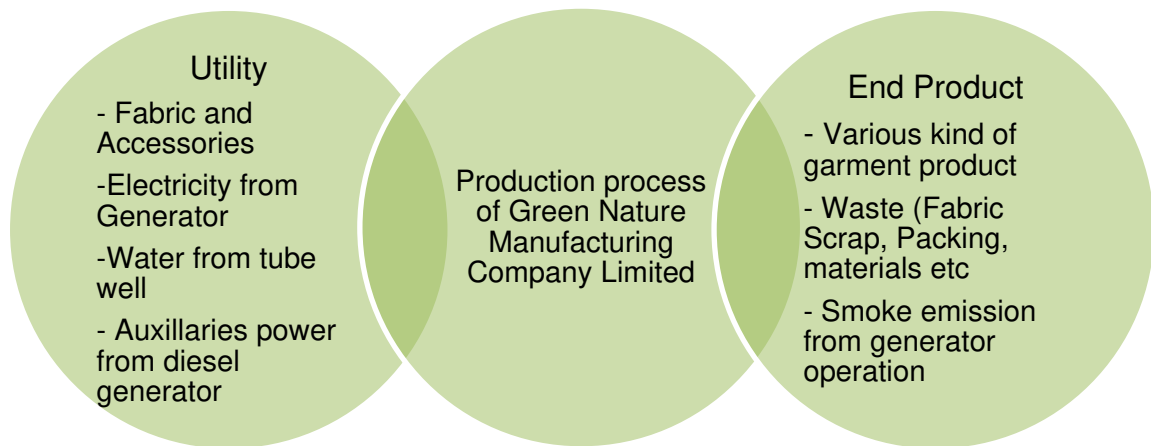 Utility
- Fabric and
Accessories
-Electricity from
Generator
-Water from tube
well
- Auxillaries power
from diesel
generator
Production process
of Green Nature
Manufacturing
Company Limited
End Product
- Various kind of
garment product
- Waste (Fabric
Scrap, Packing,
materials etc
- Smoke emission
from generator
operation